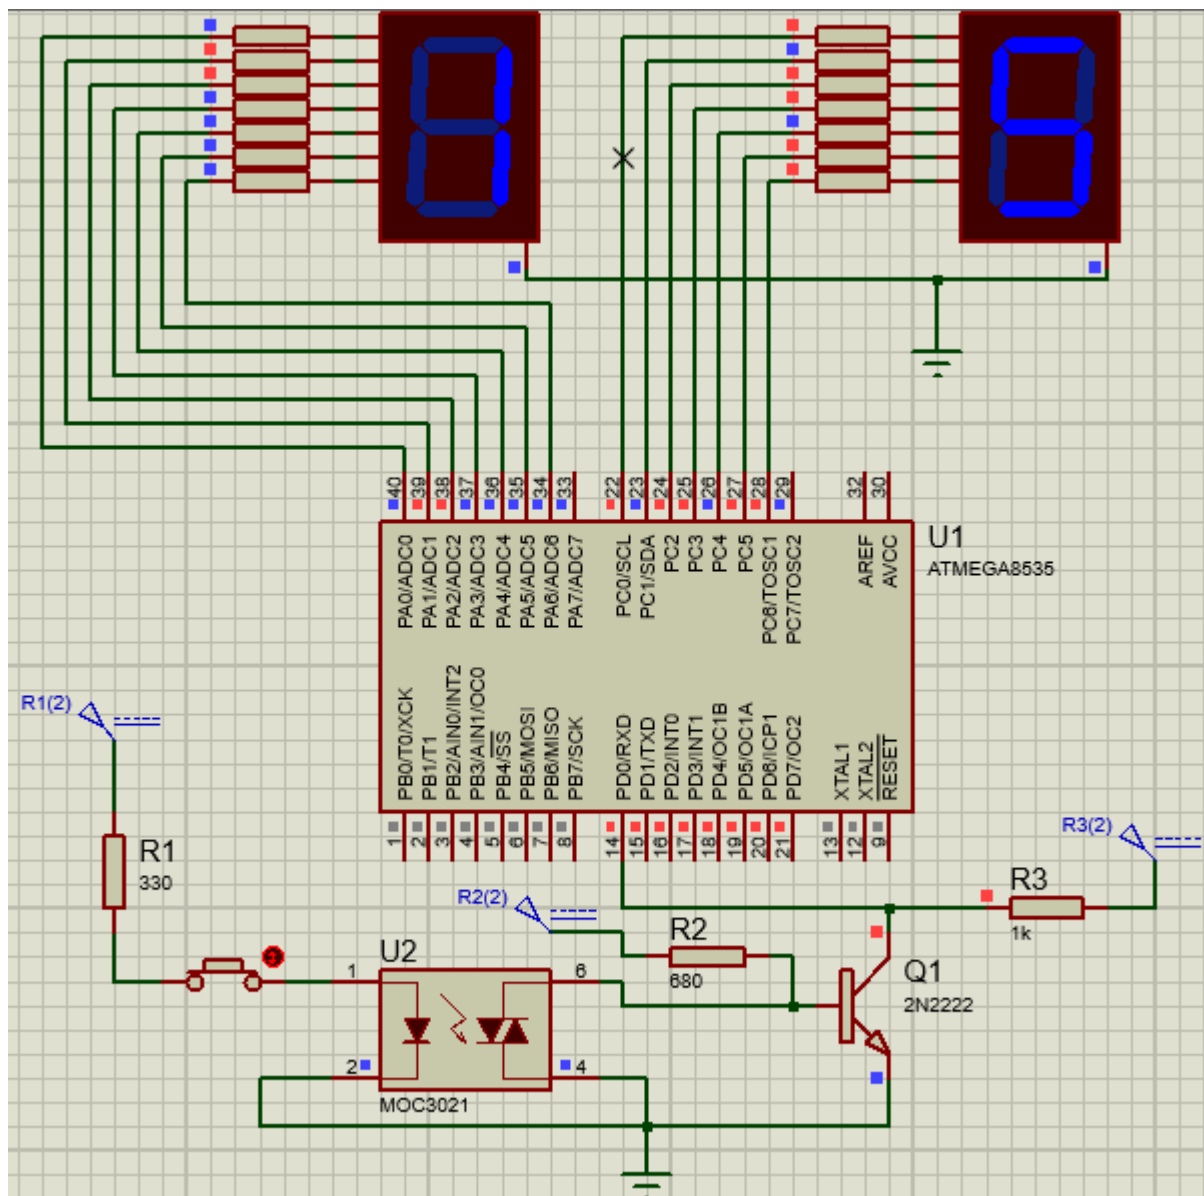 40
39
38
37
36
35
34
33
22
23
24
25
26
27
28
29
32
30
U1
ATMEGA8535
PA0/ADC0
PA1/ADC1
PA2/ADC2
PA3/ADC3
PA4/ADC4
PA5/ADC5
PA6/ADC6
PA7/ADC7
PC0/SCL
PC1/SDA
PC2
PC3
PC4
PC5
PC6/TOSC1
PC7/TOSC2
AREF
AVCC
PB0/T0/XCK
PB1/T1
PB2/AIN0/INT2
PB3/AIN1/OC0
PB4/SS
PB5/MOSI
PB6/MISO
PB7/SCK
PD0/RXD
PD1/TXD
PD2/INT0
PD3/INT1
PD4/OC1B
PD5/OC1A
PD6/ICP1
PD7/OC2
XTAL1
XTAL2
RESET
1
2
3
4
5
6
7
8
14
15
16
17
18
19
20
21
13
12
9
R1(2)
R1
330
R2(2)
R2
680
R3(2)
R3
1k
U2
1
2
6
4
MOC3021
Q1
2N2222